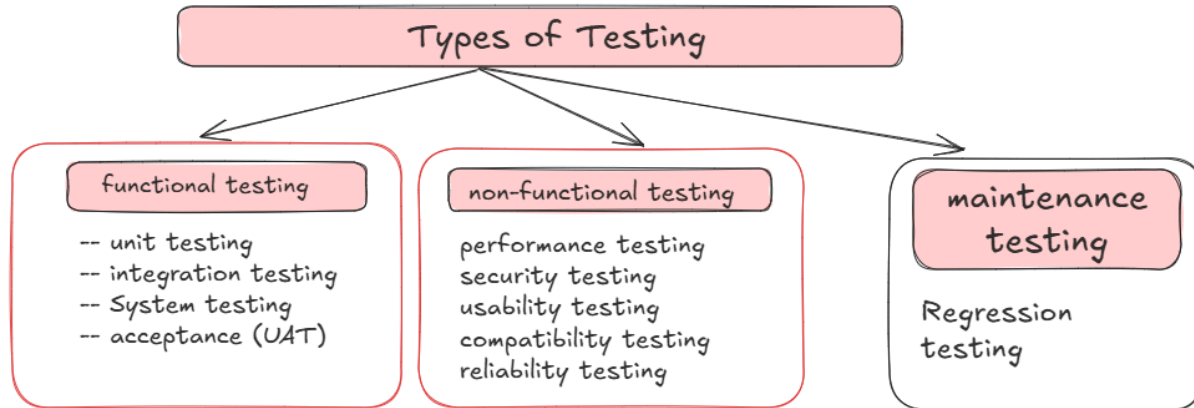 Types of Testing
functional testing
-- unit testing
-- integration testing
-- System testing
-- acceptance (UAT)
non-functional testing
performance testing
security testing
usability testing
compatibility testing
reliability testing
maintenance
testing
Regression
testing